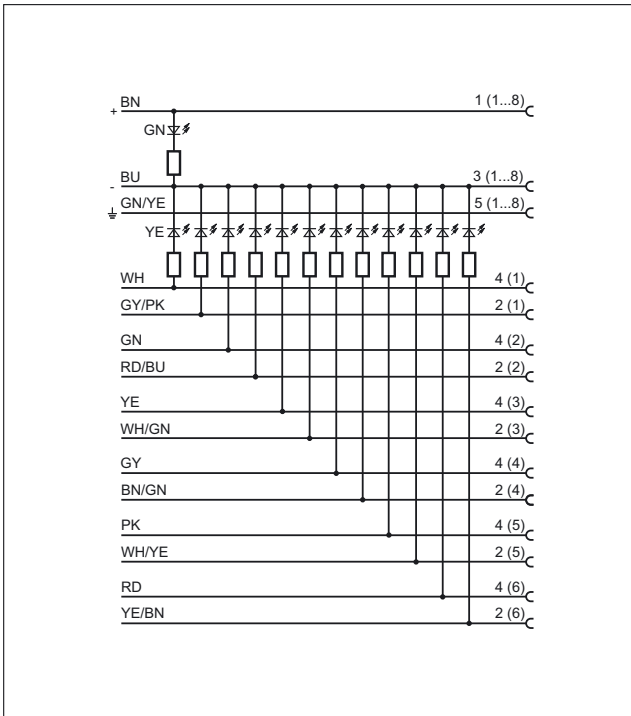 BN 1 (1...8)
+
GN
BU 3 (1...8)
-
GN/YE 5 (1...8)
YE
WH 4 (1)
GY/PK 2 (1)
GN 4 (2)
RD/BU 2 (2)
YE 4 (3)
WH/GN 2 (3)
GY 4 (4)
BN/GN 2 (4)
PK 4 (5)
WH/YE 2 (5)
RD 4 (6)
YE/BN 2 (6)